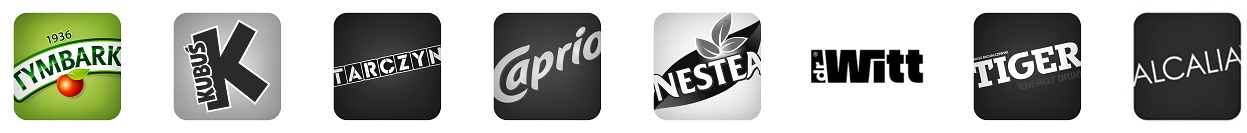 1936
TYMBARK
KUBUŚ
K
TARCZYN
Caprio
NESTEA
dr Witt
TIGER
ENERGY DRINK
ALCALIA